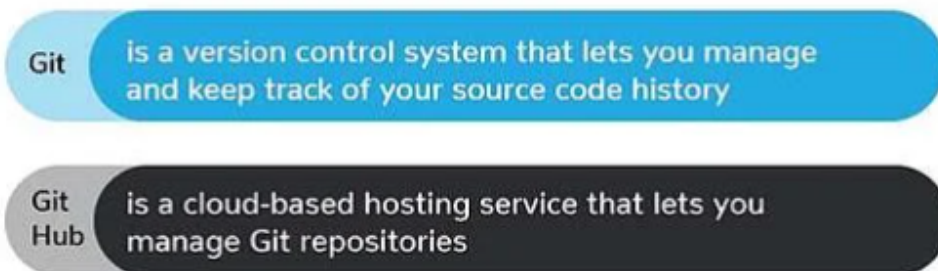 Git
is a version control system that lets you manage
and keep track of your source code history
Git
Hub
is a cloud-based hosting service that lets you
manage Git repositories